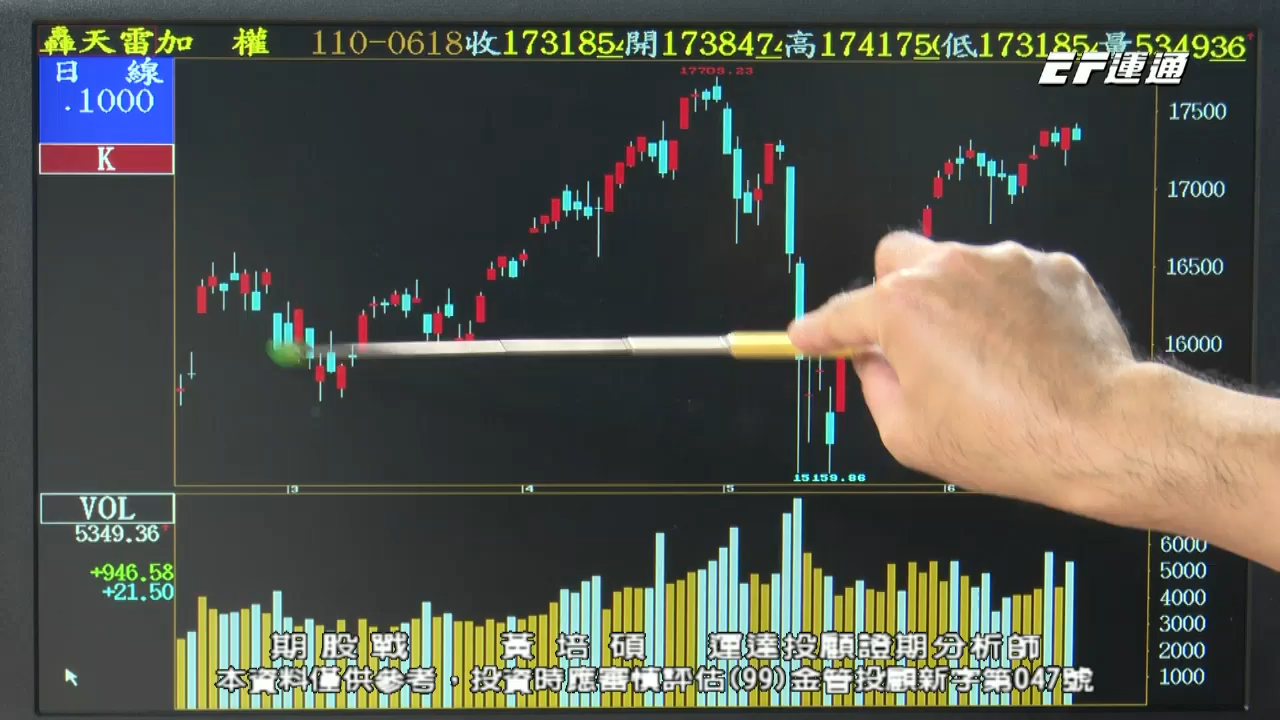 轟天雷加 權 110-0618收1731854開1738474高174175低1731854量534936
EF運通
日 線
.1000
K
17709.23
17500
17000
16500
16000
15159.86
3 4 5 6
VOL
5349.36
+946.58
+21.50
6000
5000
4000
3000
2000
1000
期股戰 黃培碩 運達投顧證期分析師
本資料僅供參考，投資時應審慎評估(99)金管投顧新字第047號